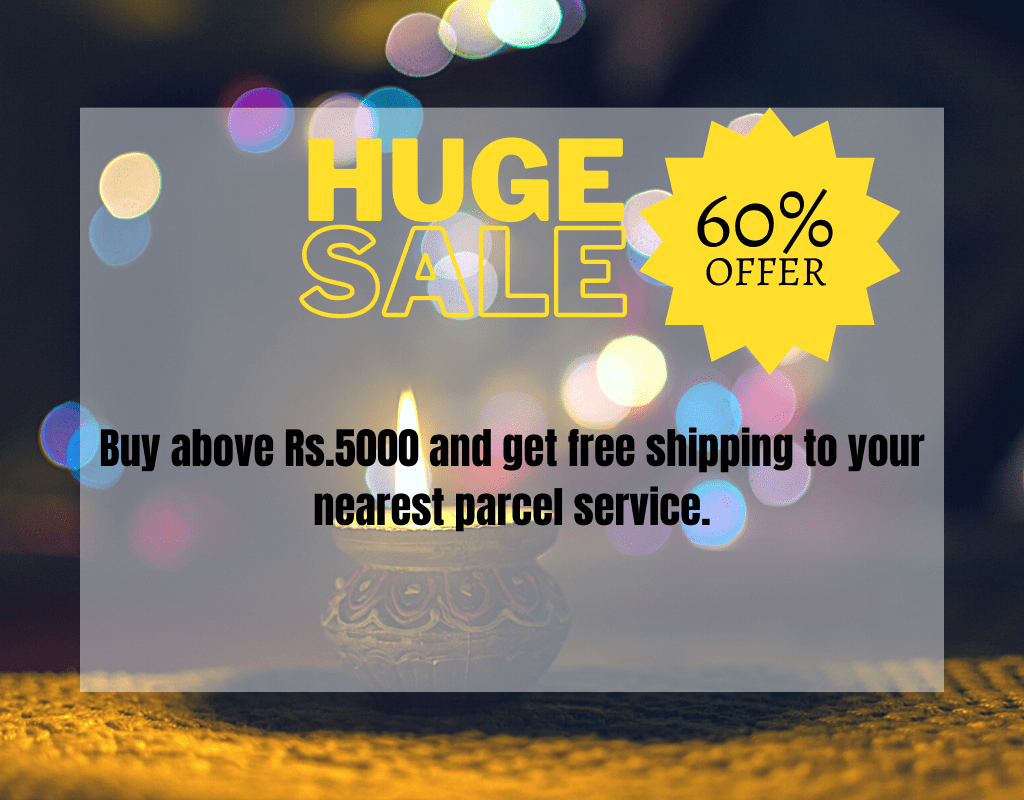 HUGE
SALE
60%
OFFER
Buy above Rs.5000 and get free shipping to your
nearest parcel service.